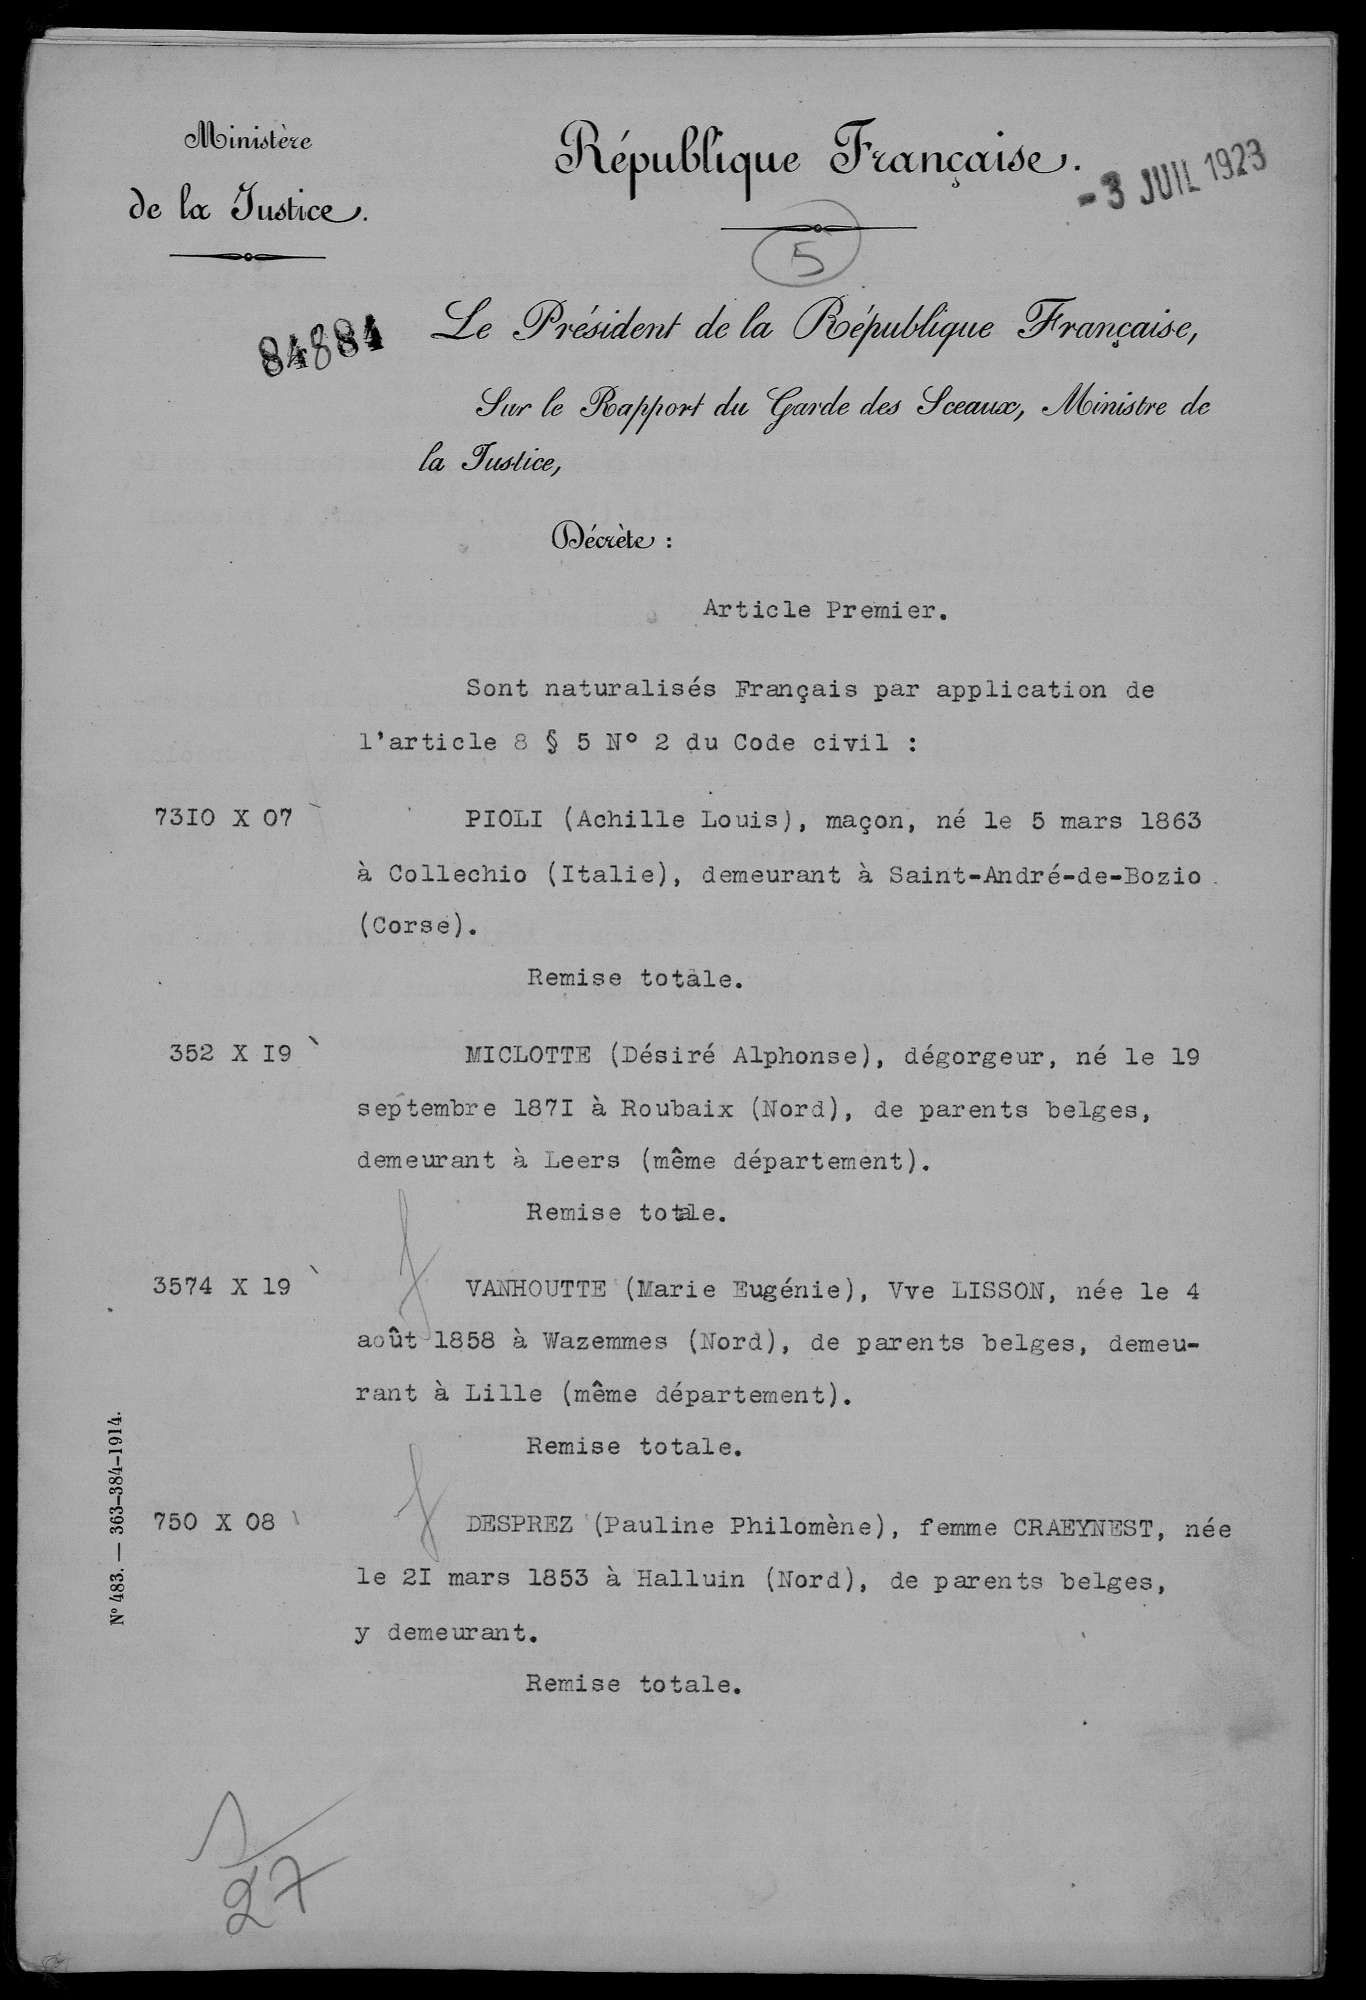 Ministère
de la Justice.
République Française.
- 3 JUIL 1923
5
84884
Le Président de la République Française,
Sur le Rapport du Garde des Sceaux, Ministre de
la Justice,
Décrète :
Article Premier.
Sont naturalisés Français par application de
l'article 8 § 5 N° 2 du Code civil :
73I0 X 07
PIOLI (Achille Louis), maçon, né le 5 mars 1863
à Collechio (Italie), demeurant à Saint-André-de-Bozio
(Corse).
Remise totale.
352 X I9
MICLOTTE (Désiré Alphonse), dégorgeur, né le 19
septembre 187I à Roubaix (Nord), de parents belges,
demeurant à Leers (même département).
Remise totale.
3574 X 19
VANHOUTTE (Marie Eugénie), Vve LISSON, née le 4
août 1858 à Wazemmes (Nord), de parents belges, demeu-
rant à Lille (même département).
Remise totale.
750 X 08
DESPREZ (Pauline Philomène), femme CRAEYNEST, née
le 2I mars 1853 à Halluin (Nord), de parents belges,
y demeurant.
Remise totale.
N° 483. — 363-384-1914.
27